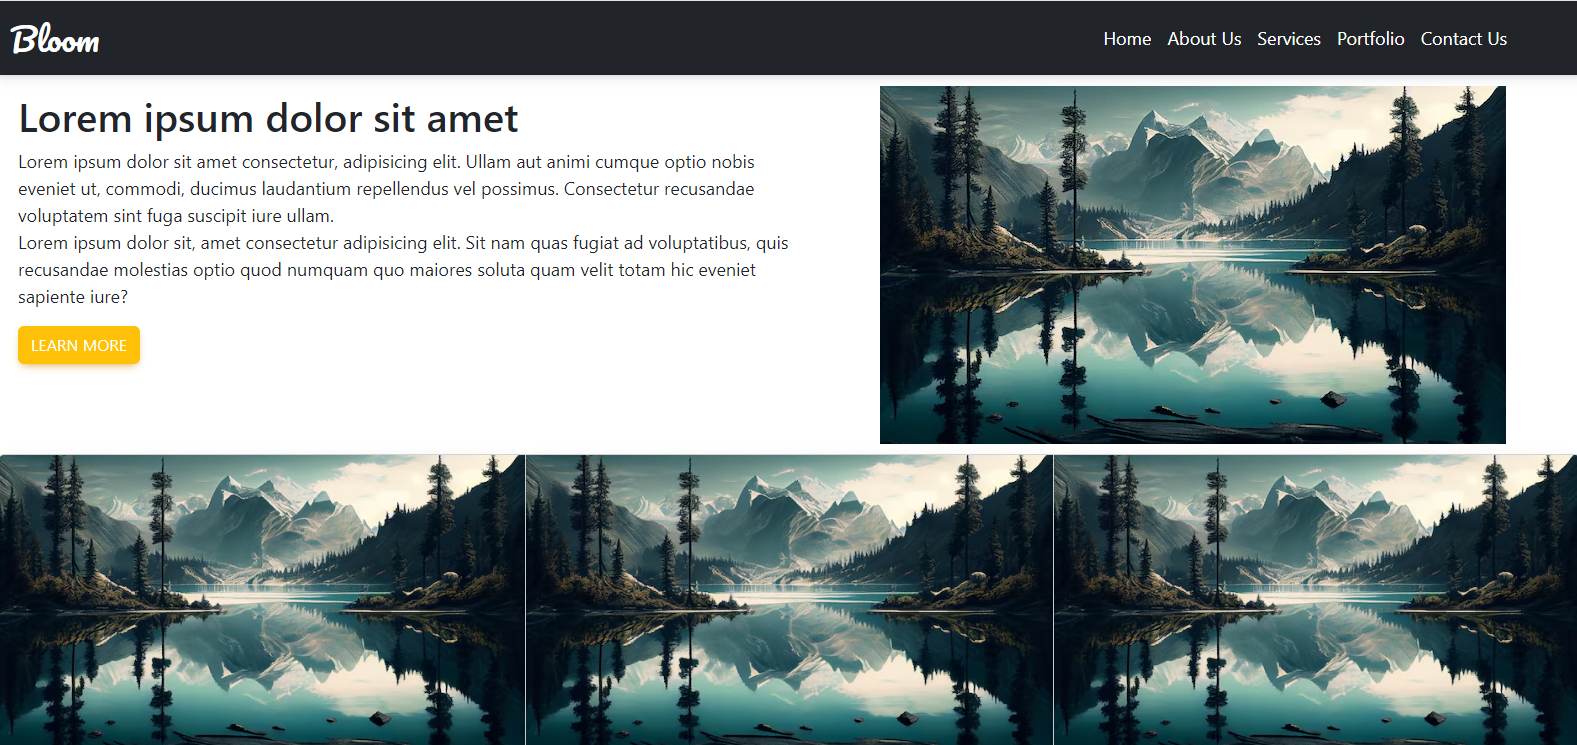 Bloom
Home About Us Services Portfolio Contact Us
Lorem ipsum dolor sit amet
Lorem ipsum dolor sit amet consectetur, adipisicing elit. Ullam aut animi cumque optio nobis
eveniet ut, commodi, ducimus laudantium repellendus vel possimus. Consectetur recusandae
voluptatem sint fuga suscipit iure ullam.
Lorem ipsum dolor sit, amet consectetur adipisicing elit. Sit nam quas fugiat ad voluptatibus, quis
recusandae molestias optio quod numquam quo maiores soluta quam velit totam hic eveniet
sapiente iure?
LEARN MORE